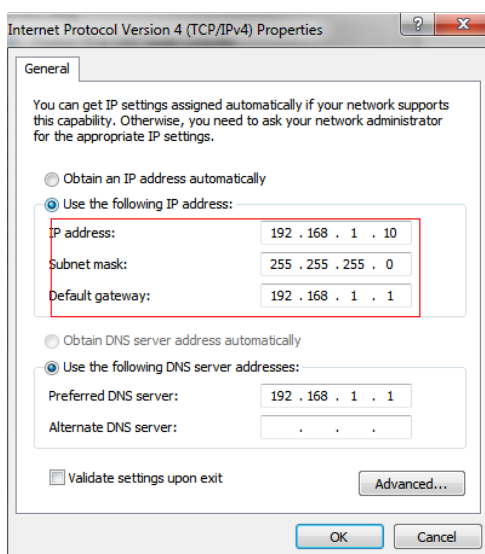 Internet Protocol Version 4 (TCP/IPv4) Properties
?
X
General
You can get IP settings assigned automatically if your network supports
this capability. Otherwise, you need to ask your network administrator
for the appropriate IP settings.
Obtain an IP address automatically
Use the following IP address:
IP address: 192 . 168 . 1 . 10
Subnet mask: 255 . 255 . 255 . 0
Default gateway: 192 . 168 . 1 . 1
Obtain DNS server address automatically
Use the following DNS server addresses:
Preferred DNS server: 192 . 168 . 1 . 1
Alternate DNS server: . . .
Validate settings upon exit
Advanced...
OK Cancel